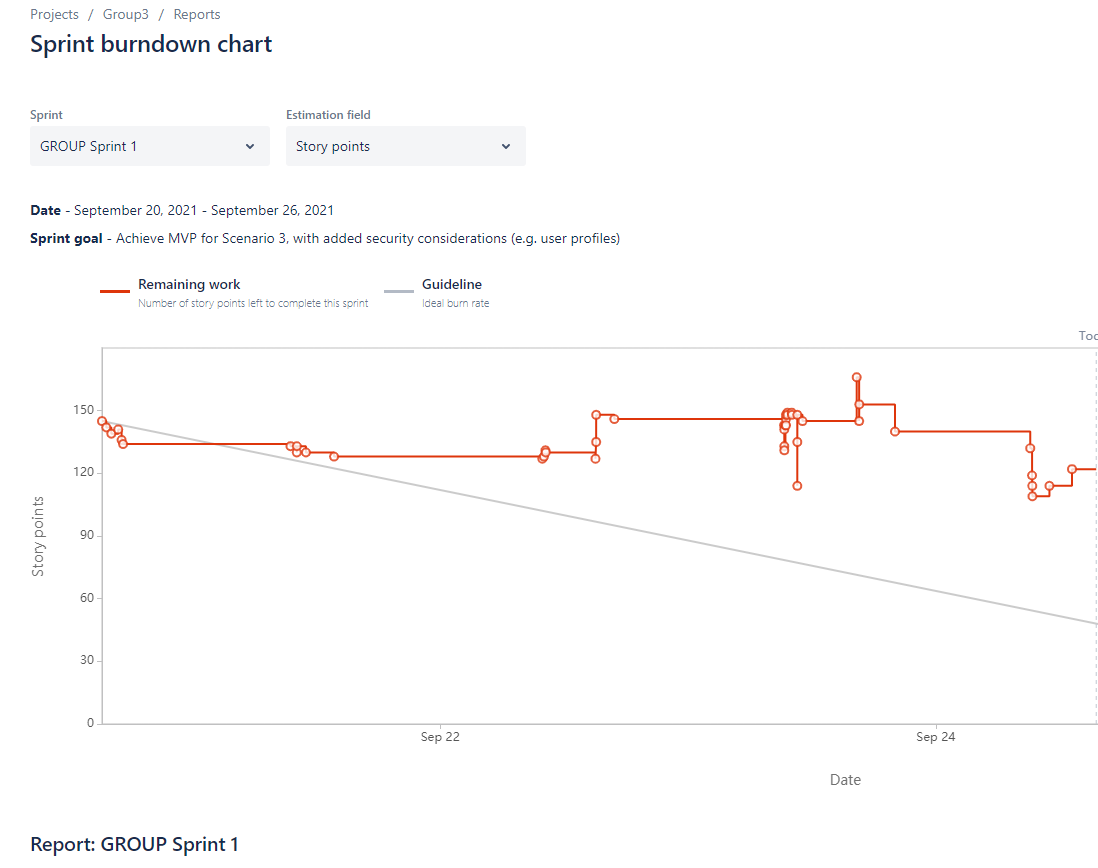 Projects / Group3 / Reports
Sprint burndown chart
Sprint Estimation field
GROUP Sprint 1 Story points
Date - September 20, 2021 - September 26, 2021
Sprint goal - Achieve MVP for Scenario 3, with added security considerations (e.g. user profiles)
Remaining work Guideline
Number of story points left to complete this sprint Ideal burn rate
Toc
150
120
90
60
30
0
Story points
Sep 22 Sep 24
Date
Report: GROUP Sprint 1